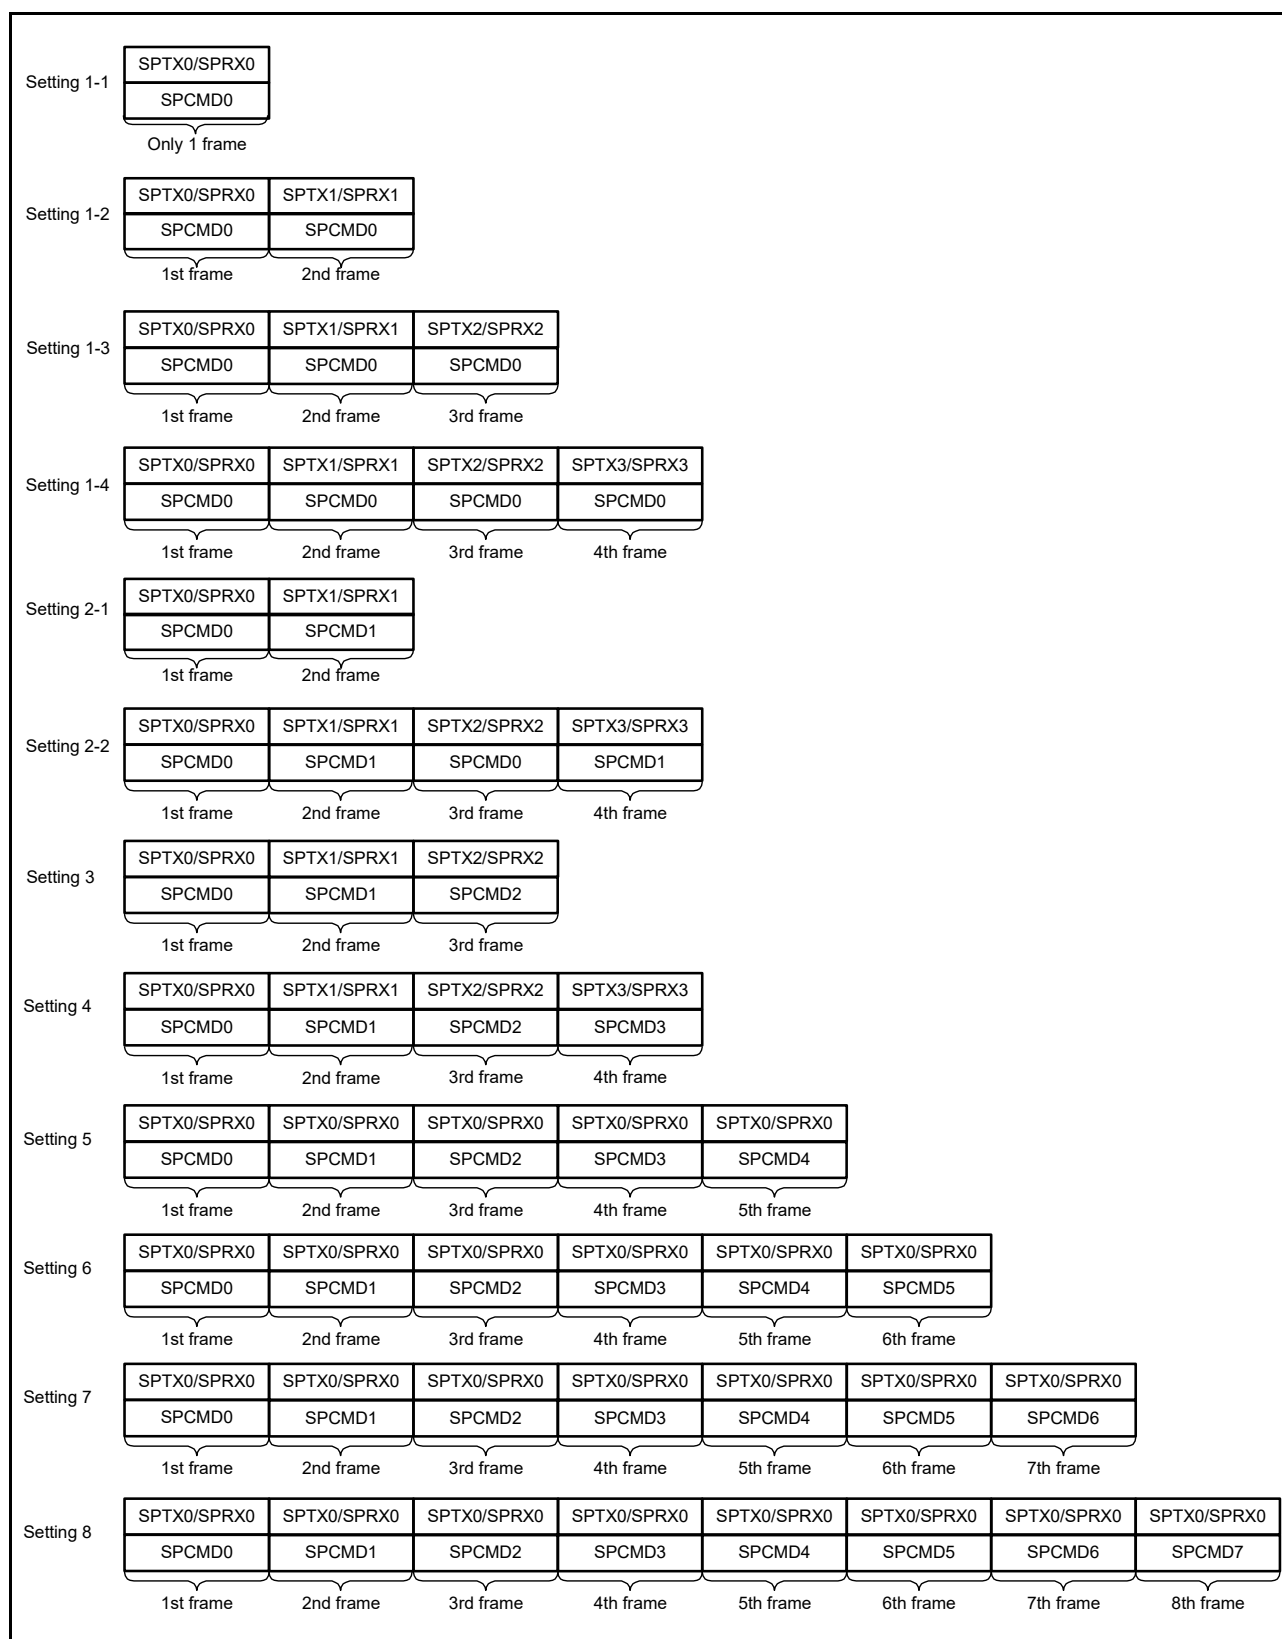 SPTX0/SPRX0
Setting 1-1
SPCMD0
Only 1 frame
SPTX0/SPRX0 SPTX1/SPRX1
Setting 1-2
SPCMD0 SPCMD0
1st frame 2nd frame
SPTX0/SPRX0 SPTX1/SPRX1 SPTX2/SPRX2
Setting 1-3
SPCMD0 SPCMD0 SPCMD0
1st frame 2nd frame 3rd frame
SPTX0/SPRX0 SPTX1/SPRX1 SPTX2/SPRX2 SPTX3/SPRX3
Setting 1-4
SPCMD0 SPCMD0 SPCMD0 SPCMD0
1st frame 2nd frame 3rd frame 4th frame
SPTX0/SPRX0 SPTX1/SPRX1
Setting 2-1
SPCMD0 SPCMD1
1st frame 2nd frame
SPTX0/SPRX0 SPTX1/SPRX1 SPTX2/SPRX2 SPTX3/SPRX3
Setting 2-2
SPCMD0 SPCMD1 SPCMD0 SPCMD1
1st frame 2nd frame 3rd frame 4th frame
SPTX0/SPRX0 SPTX1/SPRX1 SPTX2/SPRX2
Setting 3
SPCMD0 SPCMD1 SPCMD2
1st frame 2nd frame 3rd frame
SPTX0/SPRX0 SPTX1/SPRX1 SPTX2/SPRX2 SPTX3/SPRX3
Setting 4
SPCMD0 SPCMD1 SPCMD2 SPCMD3
1st frame 2nd frame 3rd frame 4th frame
SPTX0/SPRX0 SPTX0/SPRX0 SPTX0/SPRX0 SPTX0/SPRX0 SPTX0/SPRX0
Setting 5
SPCMD0 SPCMD1 SPCMD2 SPCMD3 SPCMD4
1st frame 2nd frame 3rd frame 4th frame 5th frame
SPTX0/SPRX0 SPTX0/SPRX0 SPTX0/SPRX0 SPTX0/SPRX0 SPTX0/SPRX0 SPTX0/SPRX0
Setting 6
SPCMD0 SPCMD1 SPCMD2 SPCMD3 SPCMD4 SPCMD5
1st frame 2nd frame 3rd frame 4th frame 5th frame 6th frame
SPTX0/SPRX0 SPTX0/SPRX0 SPTX0/SPRX0 SPTX0/SPRX0 SPTX0/SPRX0 SPTX0/SPRX0 SPTX0/SPRX0
Setting 7
SPCMD0 SPCMD1 SPCMD2 SPCMD3 SPCMD4 SPCMD5 SPCMD6
1st frame 2nd frame 3rd frame 4th frame 5th frame 6th frame 7th frame
SPTX0/SPRX0 SPTX0/SPRX0 SPTX0/SPRX0 SPTX0/SPRX0 SPTX0/SPRX0 SPTX0/SPRX0 SPTX0/SPRX0 SPTX0/SPRX0
Setting 8
SPCMD0 SPCMD1 SPCMD2 SPCMD3 SPCMD4 SPCMD5 SPCMD6 SPCMD7
1st frame 2nd frame 3rd frame 4th frame 5th frame 6th frame 7th frame 8th frame